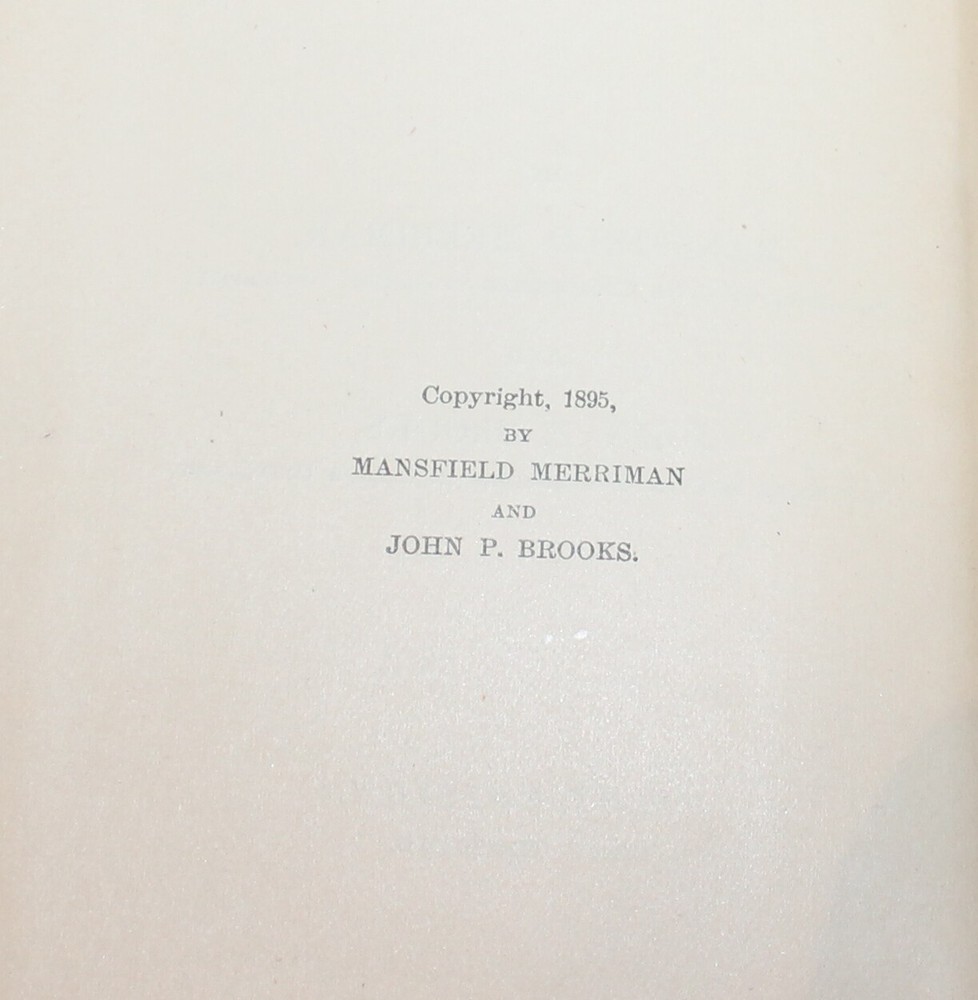 Copyright, 1895,
BY
MANSFIELD MERRIMAN
AND
JOHN P. BROOKS.